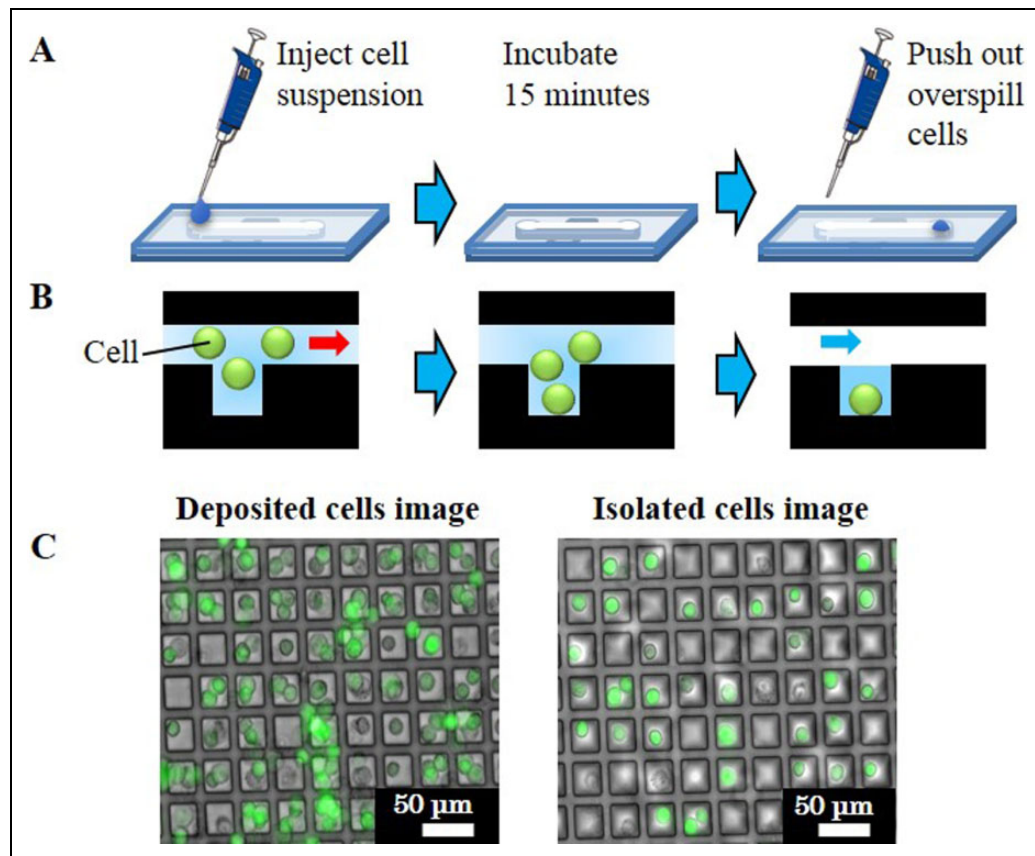 A
Inject cell
suspension
Incubate
15 minutes
Push out
overspill
cells
B
Cell
Deposited cells image
Isolated cells image
C
50 µm
50 µm